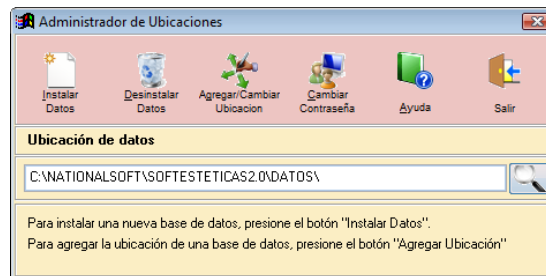 Administrador de Ubicaciones
Instalar Datos
Desinstalar Datos
Agregar/Cambiar Ubicacion
Cambiar Contraseña
Ayuda
Salir
Ubicación de datos
C:\NATIONALSOFT\SOFTESTETICAS2.0\DATOS\
Para instalar una nueva base de datos, presione el botón "Instalar Datos".
Para agregar la ubicación de una base de datos, presione el botón "Agregar Ubicación"